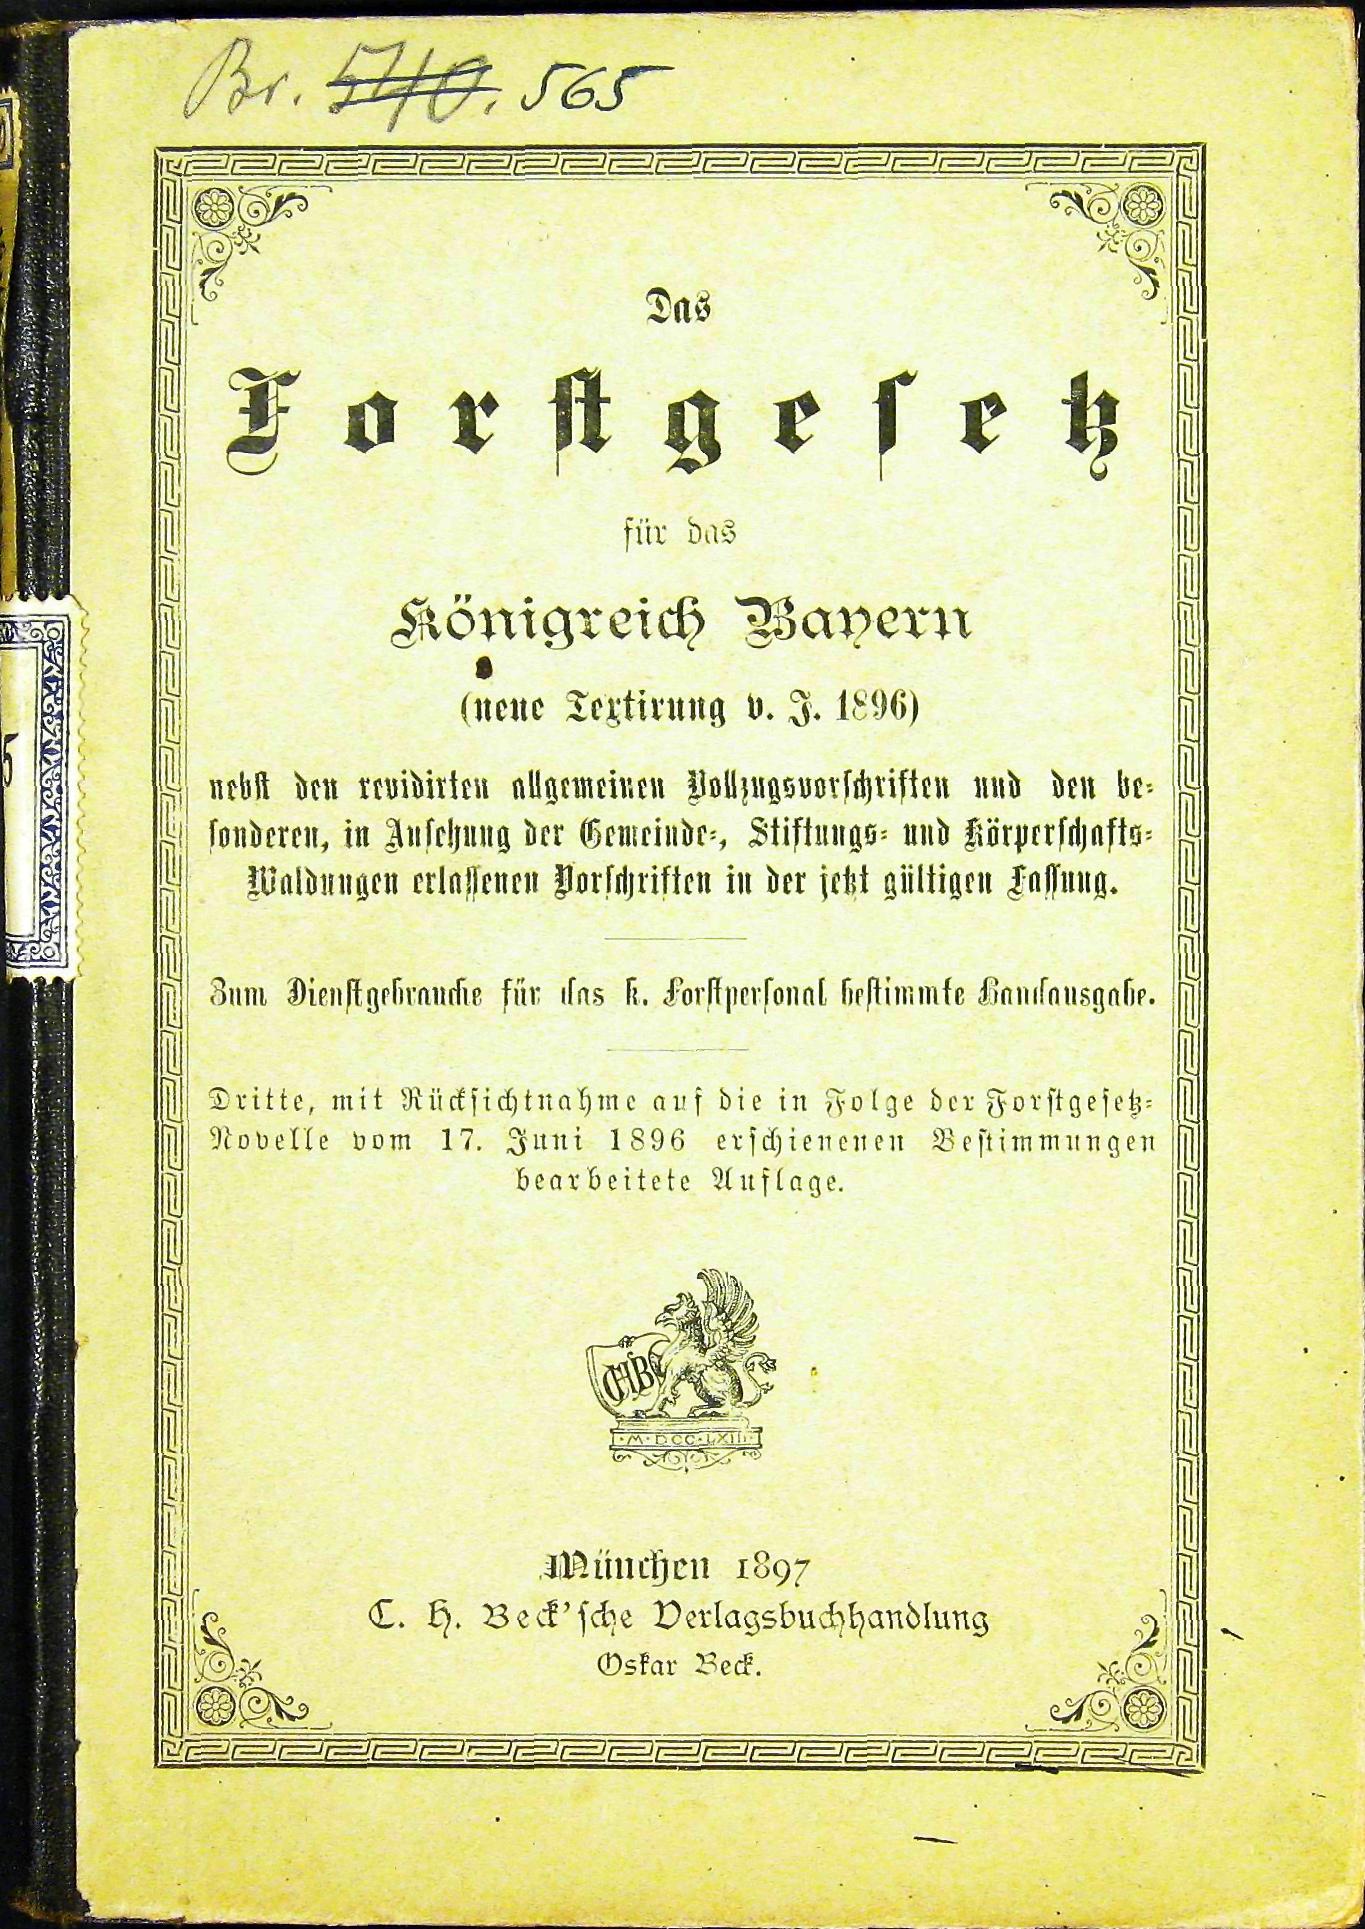 Br. 540. 565
Das
Forstgesetz
für das
Königreich Bayern
(neue Textirung v. J. 1896)
nebst den revidirten allgemeinen Vollzugsvorschriften und den be-
sonderen, in Ansehung der Gemeinde-, Stiftungs- und Körperschafts-
Waldungen erlassenen Vorschriften in der jetzt gültigen Fassung.
Zum Dienstgebrauche für das k. Forstpersonal bestimmte Handausgabe.
Dritte, mit Rücksichtnahme auf die in Folge der Forstgesetz-
Novelle vom 17. Juni 1896 erschienenen Bestimmungen
bearbeitete Auflage.
CHB
M·DCC·LXIII
München 1897
C. H. Beck'sche Verlagsbuchhandlung
Oskar Beck.
5